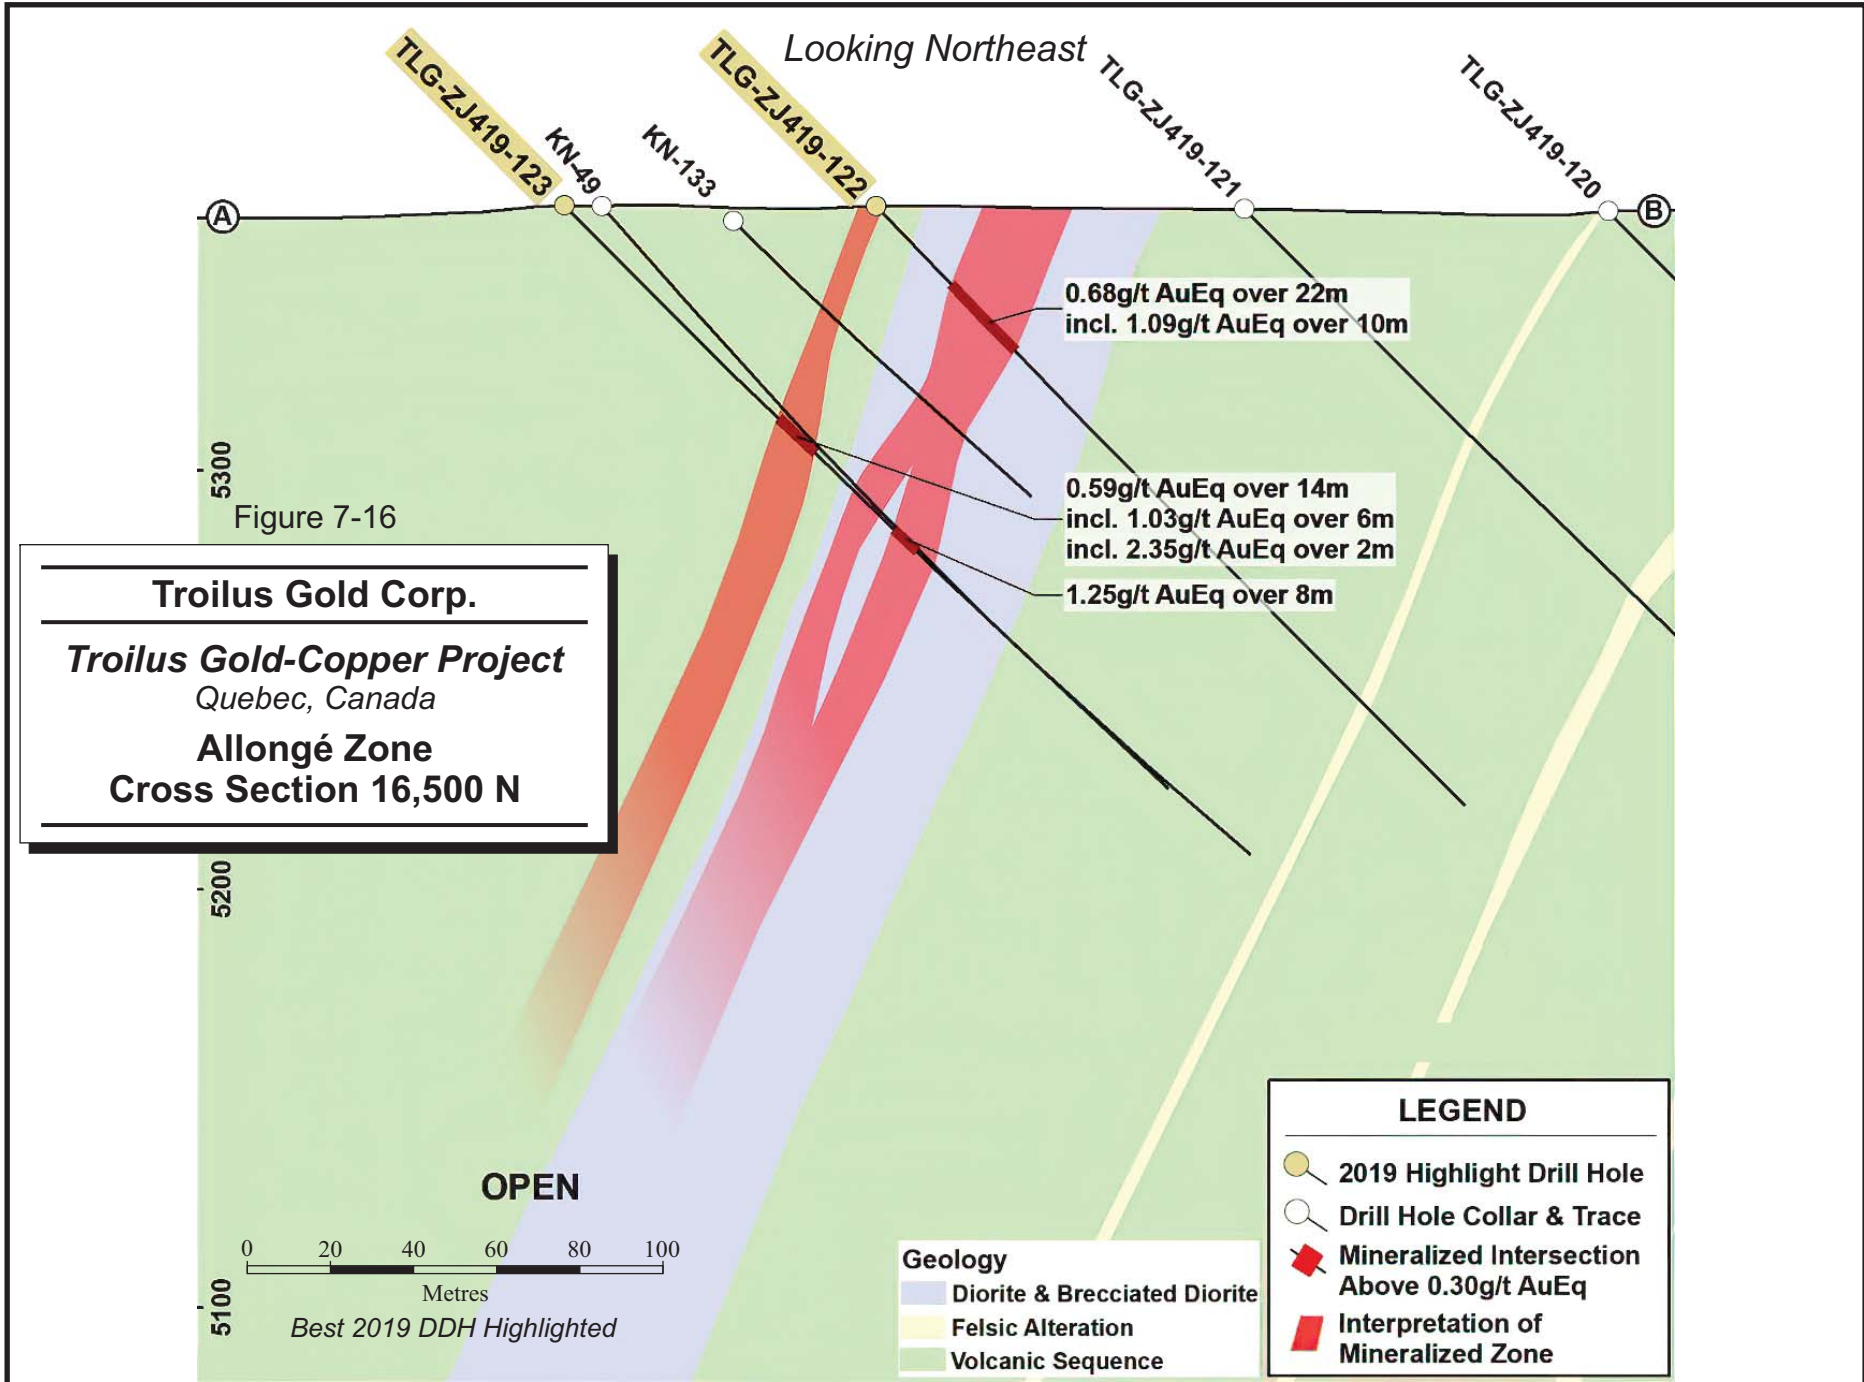 Looking Northeast
TLG-ZJ419-123
KN-49
KN-133
TLG-ZJ419-122
TLG-ZJ419-121
TLG-ZJ419-120
A
B
0.68g/t AuEq over 22m
incl. 1.09g/t AuEq over 10m
0.59g/t AuEq over 14m
incl. 1.03g/t AuEq over 6m
incl. 2.35g/t AuEq over 2m
1.25g/t AuEq over 8m
5300
5200
5100
Figure 7-16
Troilus Gold Corp.
Troilus Gold-Copper Project
Quebec, Canada
Allongé Zone
Cross Section 16,500 N
OPEN
0 20 40 60 80 100
Metres
Best 2019 DDH Highlighted
Geology
Diorite & Brecciated Diorite
Felsic Alteration
Volcanic Sequence
LEGEND
2019 Highlight Drill Hole
Drill Hole Collar & Trace
Mineralized Intersection
Above 0.30g/t AuEq
Interpretation of
Mineralized Zone